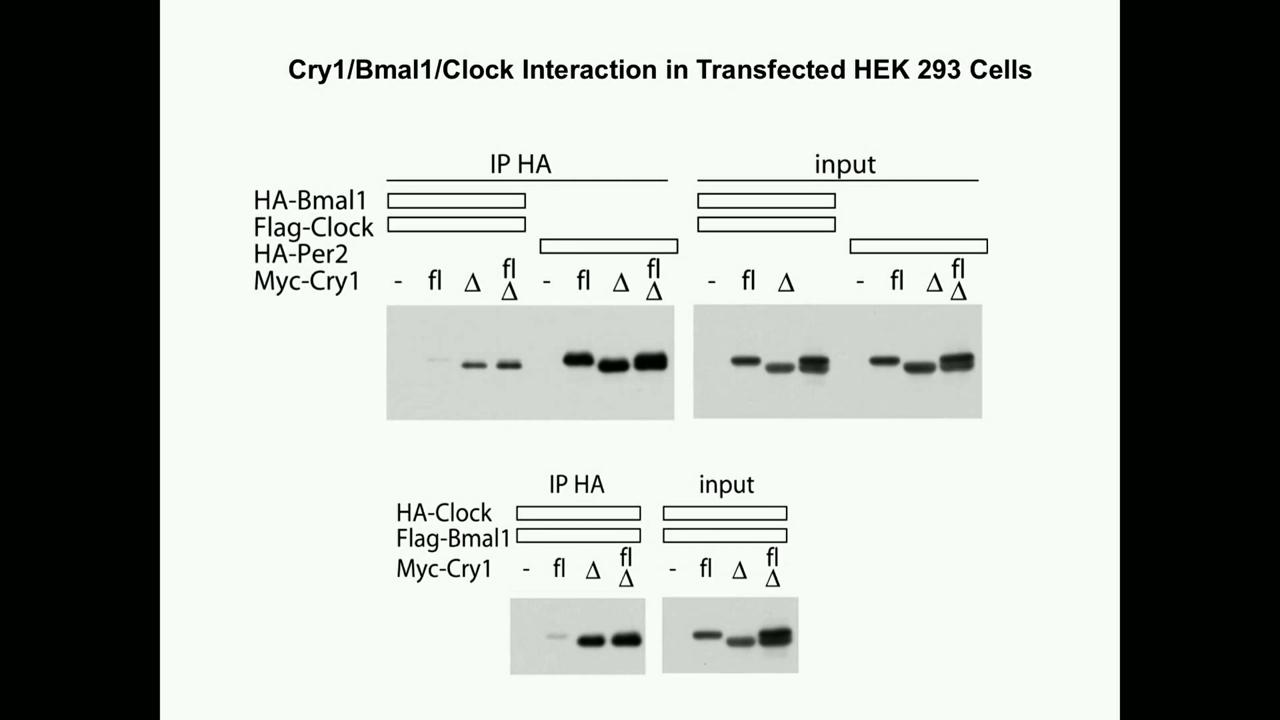 Cry1/Bmal1/Clock Interaction in Transfected HEK 293 Cells
IP HA input
HA-Bmal1
Flag-Clock
HA-Per2
fl fl fl
Myc-Cry1 - fl Δ Δ - fl Δ Δ - fl Δ - fl Δ Δ
IP HA input
HA-Clock
Flag-Bmal1
fl fl
Myc-Cry1 - fl Δ Δ - fl Δ Δ